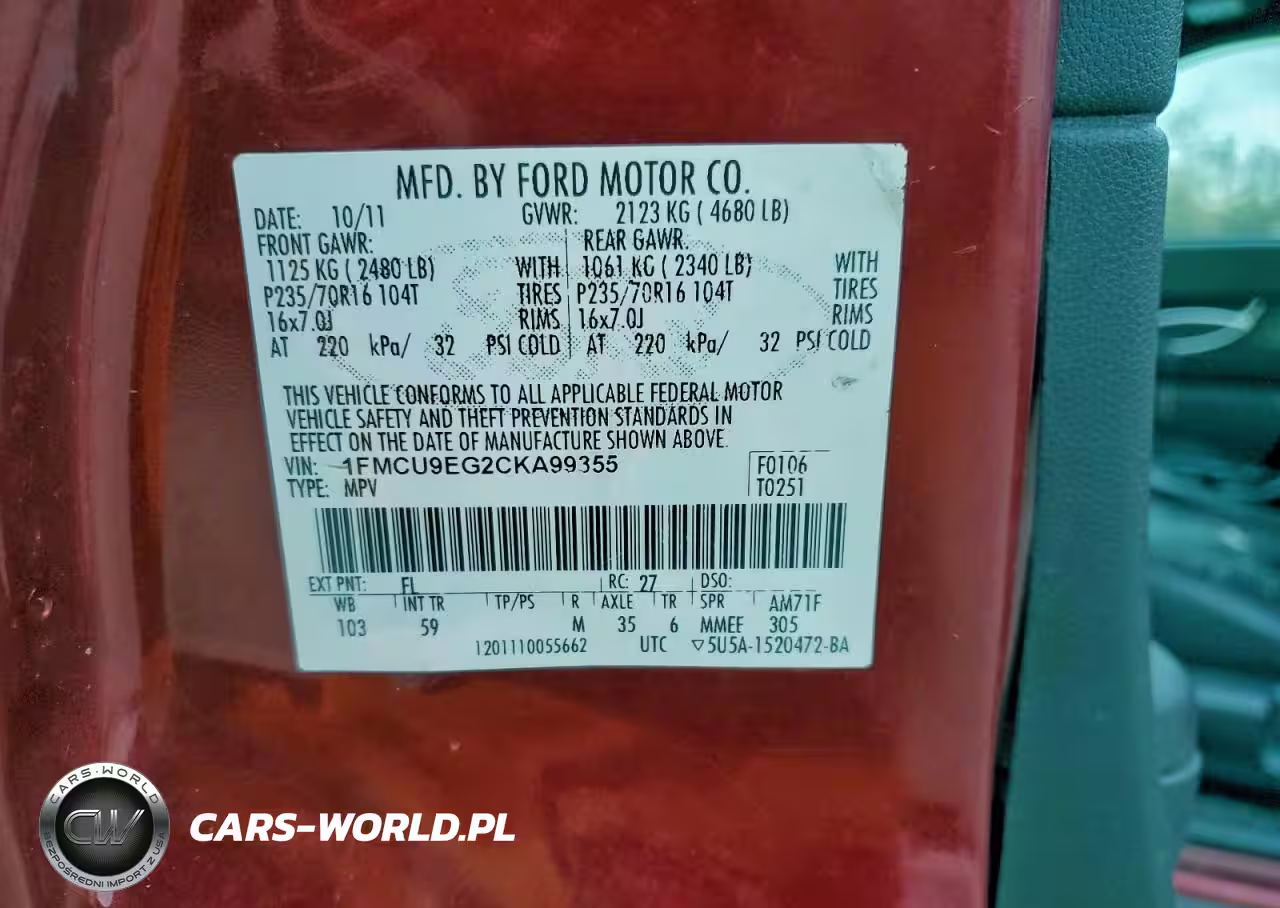 MFD. BY FORD MOTOR CO.
DATE: 10/11 GVWR: 2123 KG ( 4680 LB)
FRONT GAWR: REAR GAWR:
1125 KG ( 2480 LB) WITH 1061 KG ( 2340 LB) WITH
P235/70R16 104T TIRES P235/70R16 104T TIRES
16x7.0J RIMS 16x7.0J RIMS
AT 220 kPa/ 32 PSI COLD AT 220 kPa/ 32 PSI COLD
THIS VEHICLE CONFORMS TO ALL APPLICABLE FEDERAL MOTOR
VEHICLE SAFETY AND THEFT PREVENTION STANDARDS IN
EFFECT ON THE DATE OF MANUFACTURE SHOWN ABOVE.
VIN: 1FMCU9EG2CKA99355 F0106
TYPE: MPV T0251
EXT PNT: FL RC: 27 DSO:
WB INT TR TP/PS R AXLE TR SPR AM71F
103 59 M 35 6 MMEE 305
1201110055662 UTC ▽5U5A-1520472-BA
CARS-WORLD
CW
BEZPOŚREDNI IMPORT Z USA
CARS-WORLD.PL